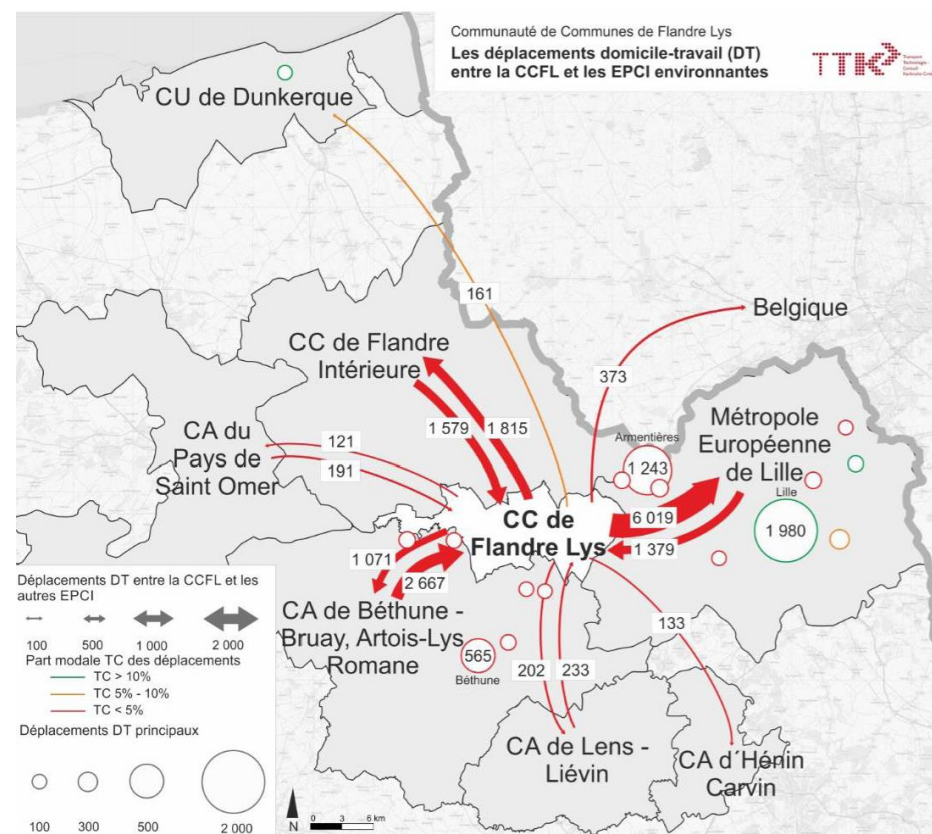 Communauté de Communes de Flandre Lys
Les déplacements domicile-travail (DT)
entre la CCFL et les EPCI environnantes
TTK
Transport
Technologie-
Consult
Karlsruhe GmbH
CU de Dunkerque
161
Belgique
CC de Flandre
Intérieure
373
1 579
1 815
Métropole
Européenne
de Lille
Armentières
1 243
Lille
1 980
CA du
Pays de
Saint Omer
121
191
6 019
1 379
CC de
Flandre Lys
1 071
2 667
CA de Béthune -
Bruay, Artois-Lys
Romane
565
Béthune
202
233
133
CA de Lens -
Liévin
CA d´Hénin
Carvin
Déplacements DT entre la CCFL et les
autres EPCI
100
500
1 000
2 000
Part modale TC des déplacements
TC > 10%
TC 5% - 10%
TC < 5%
Déplacements DT principaux
100
300
500
2 000
N
0
3
6 km